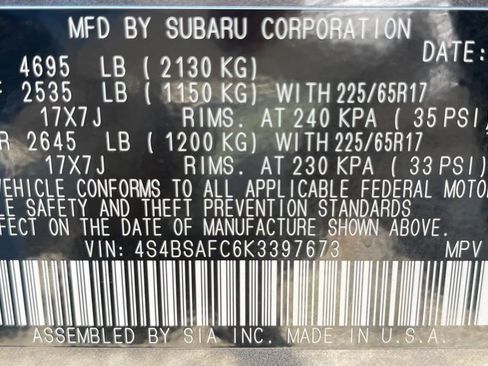 MFD BY SUBARU CORPORATION
DATE:
4695 LB (2130 KG)
2535 LB (1150 KG) WITH 225/65R17
17X7J RIMS. AT 240 KPA (35 PSI)
R 2645 LB (1200 KG) WITH 225/65R17
17X7J RIMS. AT 230 KPA (33 PSI)
VEHICLE CONFORMS TO ALL APPLICABLE FEDERAL MOTOR
LE SAFETY AND THEFT PREVENTION STANDARDS
FFECT ON THE DATE OF MANUFACTURE SHOWN ABOVE.
VIN: 4S4BSAFC6K3397673 MPV
ASSEMBLED BY SIA INC. MADE IN U.S.A.